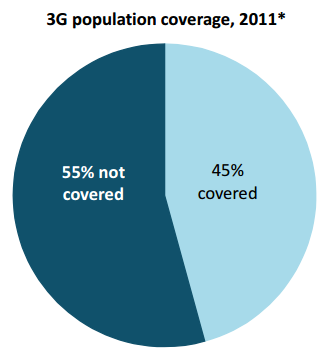 3G population coverage, 2011*
55% not
covered
45%
covered